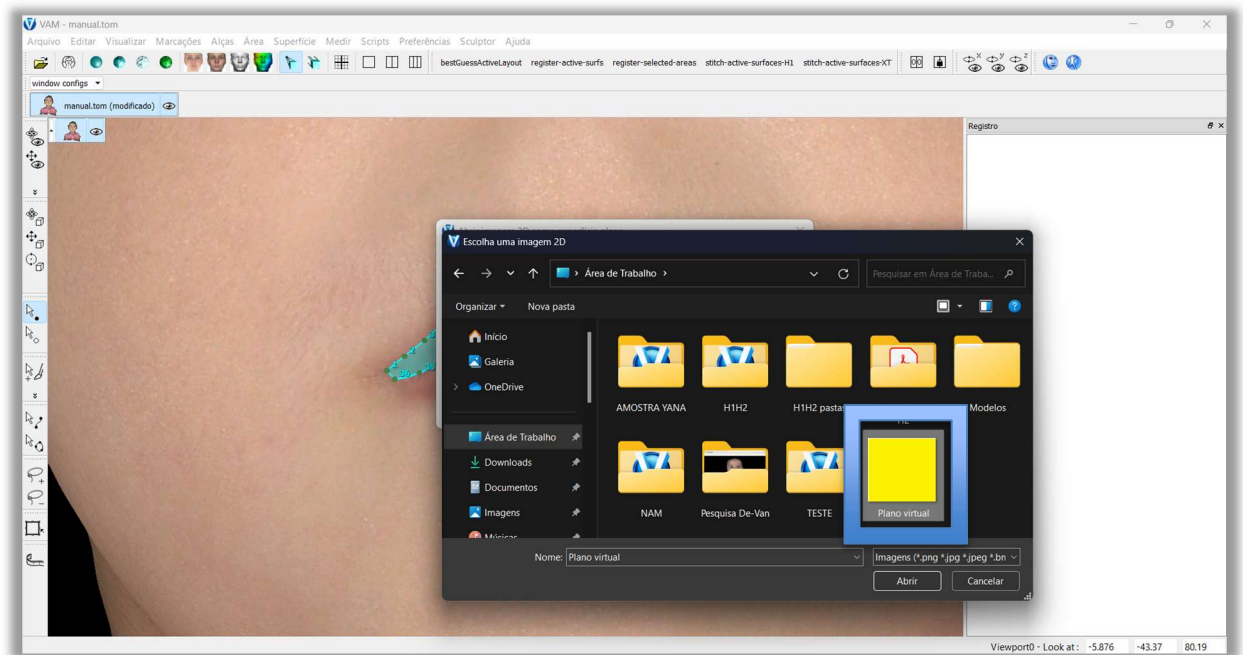 VAM - manual.tom
Arquivo Editar Visualizar Marcações Alças Área Superfície Medir Scripts Preferências Sculptor Ajuda
bestGuessActiveLayout register-active-surfs register-selected-areas stitch-active-surfaces-H1 stitch-active-surfaces-XT
window configs
manual.tom (modificado)
Registro
Escolha uma imagem 2D
Área de Trabalho
Pesquisar em Área de Traba...
Organizar Nova pasta
Início
Galeria
OneDrive
AMOSTRA YANA H1H2 H1H2 pastas Modelos
Área de Trabalho
Downloads
Documentos
Imagens
NAM Pesquisa De-Van TESTE Plano virtual
Músicas
Nome: Plano virtual Imagens (*.png *.jpg *.jpeg *.bn
Abrir Cancelar
Viewport0 - Look at : -5.876 -43.37 80.19